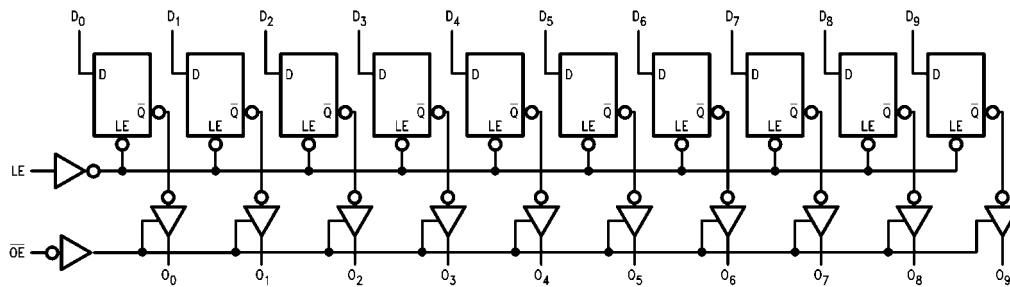 D₀ D₁ D₂ D₃ D₄ D₅ D₆ D₇ D₈ D₉
D D D D D D D D D D
Q̅ Q̅ Q̅ Q̅ Q̅ Q̅ Q̅ Q̅ Q̅ Q̅
LE LE LE LE LE LE LE LE LE LE
LE
O̅E̅
O₀ O₁ O₂ O₃ O₄ O₅ O₆ O₇ O₈ O₉